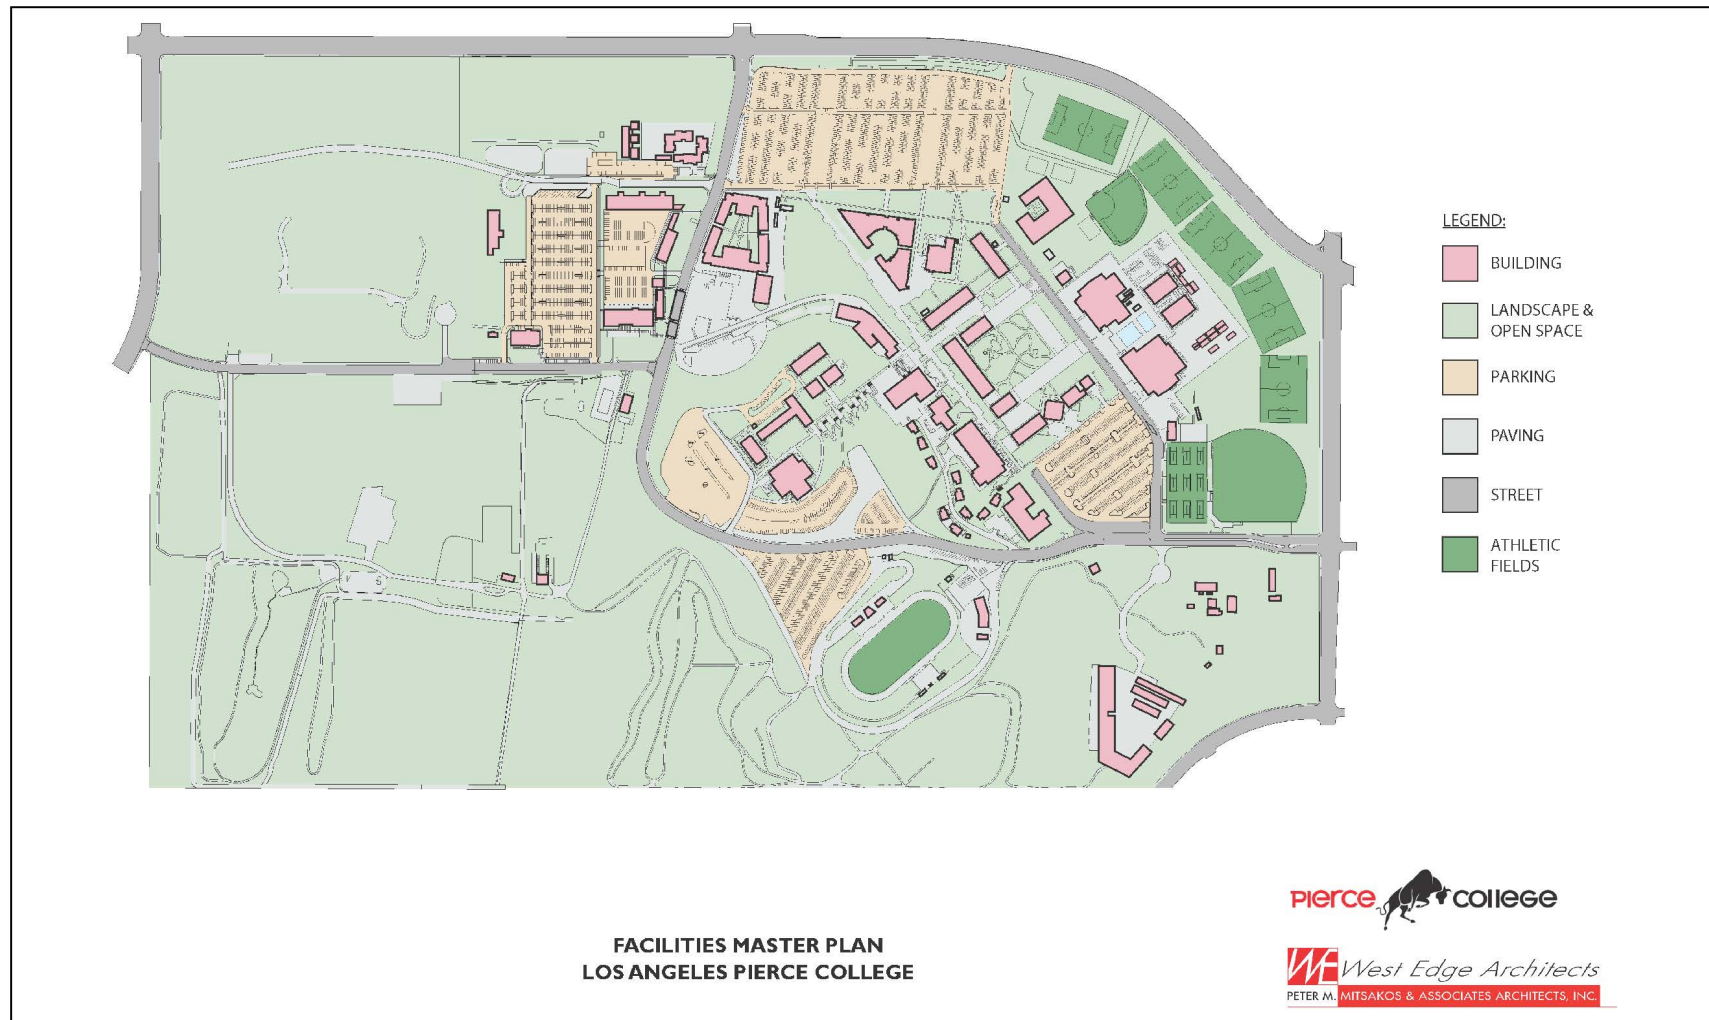 LEGEND:
BUILDING
LANDSCAPE &
OPEN SPACE
PARKING
PAVING
STREET
ATHLETIC
FIELDS
PIERCE COLLEGE
FACILITIES MASTER PLAN
LOS ANGELES PIERCE COLLEGE
WE West Edge Architects
PETER M. MITSAKOS & ASSOCIATES ARCHITECTS, INC.